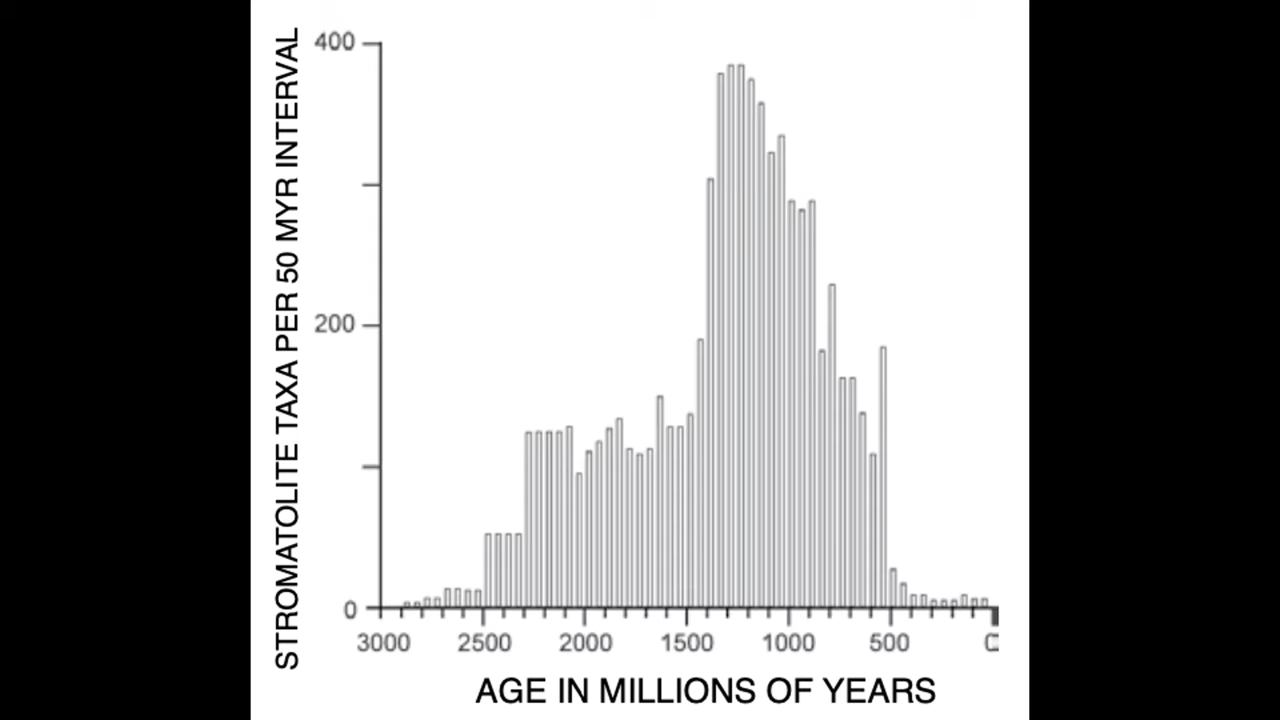 STROMATOLITE TAXA PER 50 MYR INTERVAL
400
200
0
3000 2500 2000 1500 1000 500 0
AGE IN MILLIONS OF YEARS